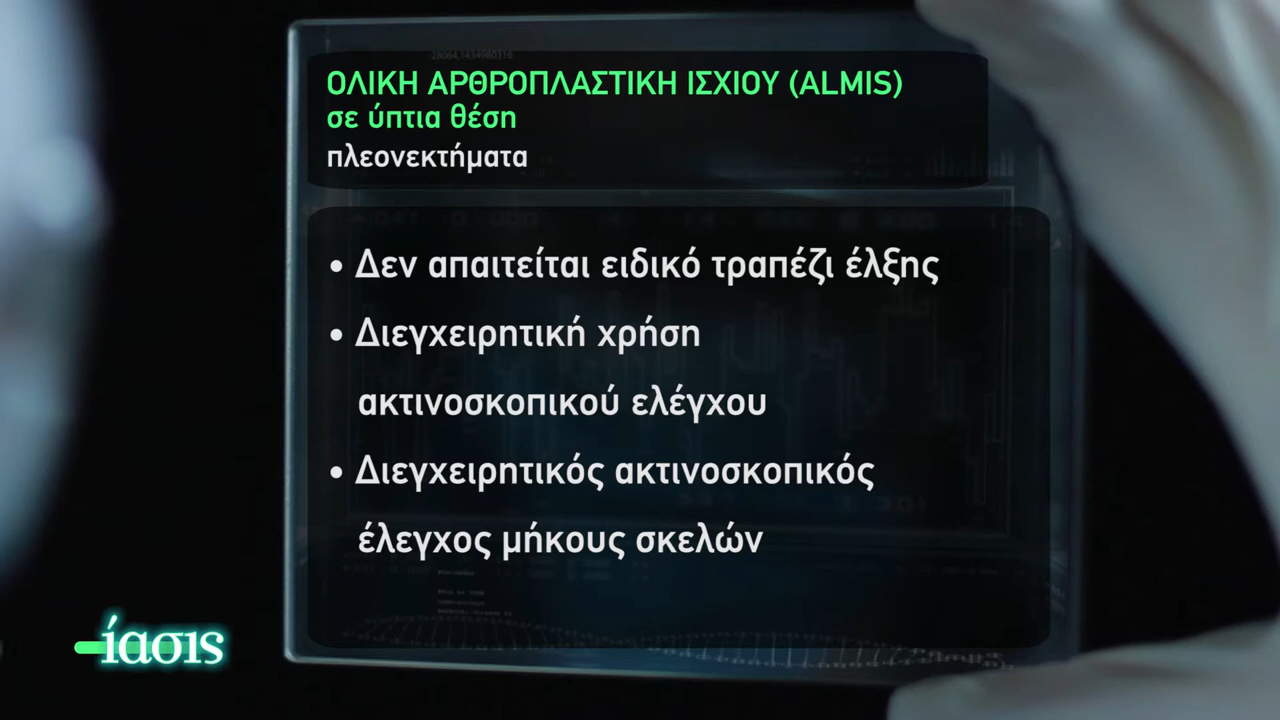 ΟΛΙΚΗ ΑΡΘΡΟΠΛΑΣΤΙΚΗ ΙΣΧΙΟΥ (ALMIS)
σε ύπτια θέση
πλεονεκτήματα
• Δεν απαιτείται ειδικό τραπέζι έλξης
• Διεγχειρητική χρήση
ακτινοσκοπικού ελέγχου
• Διεγχειρητικός ακτινοσκοπικός
έλεγχος μήκους σκελών
ίασις